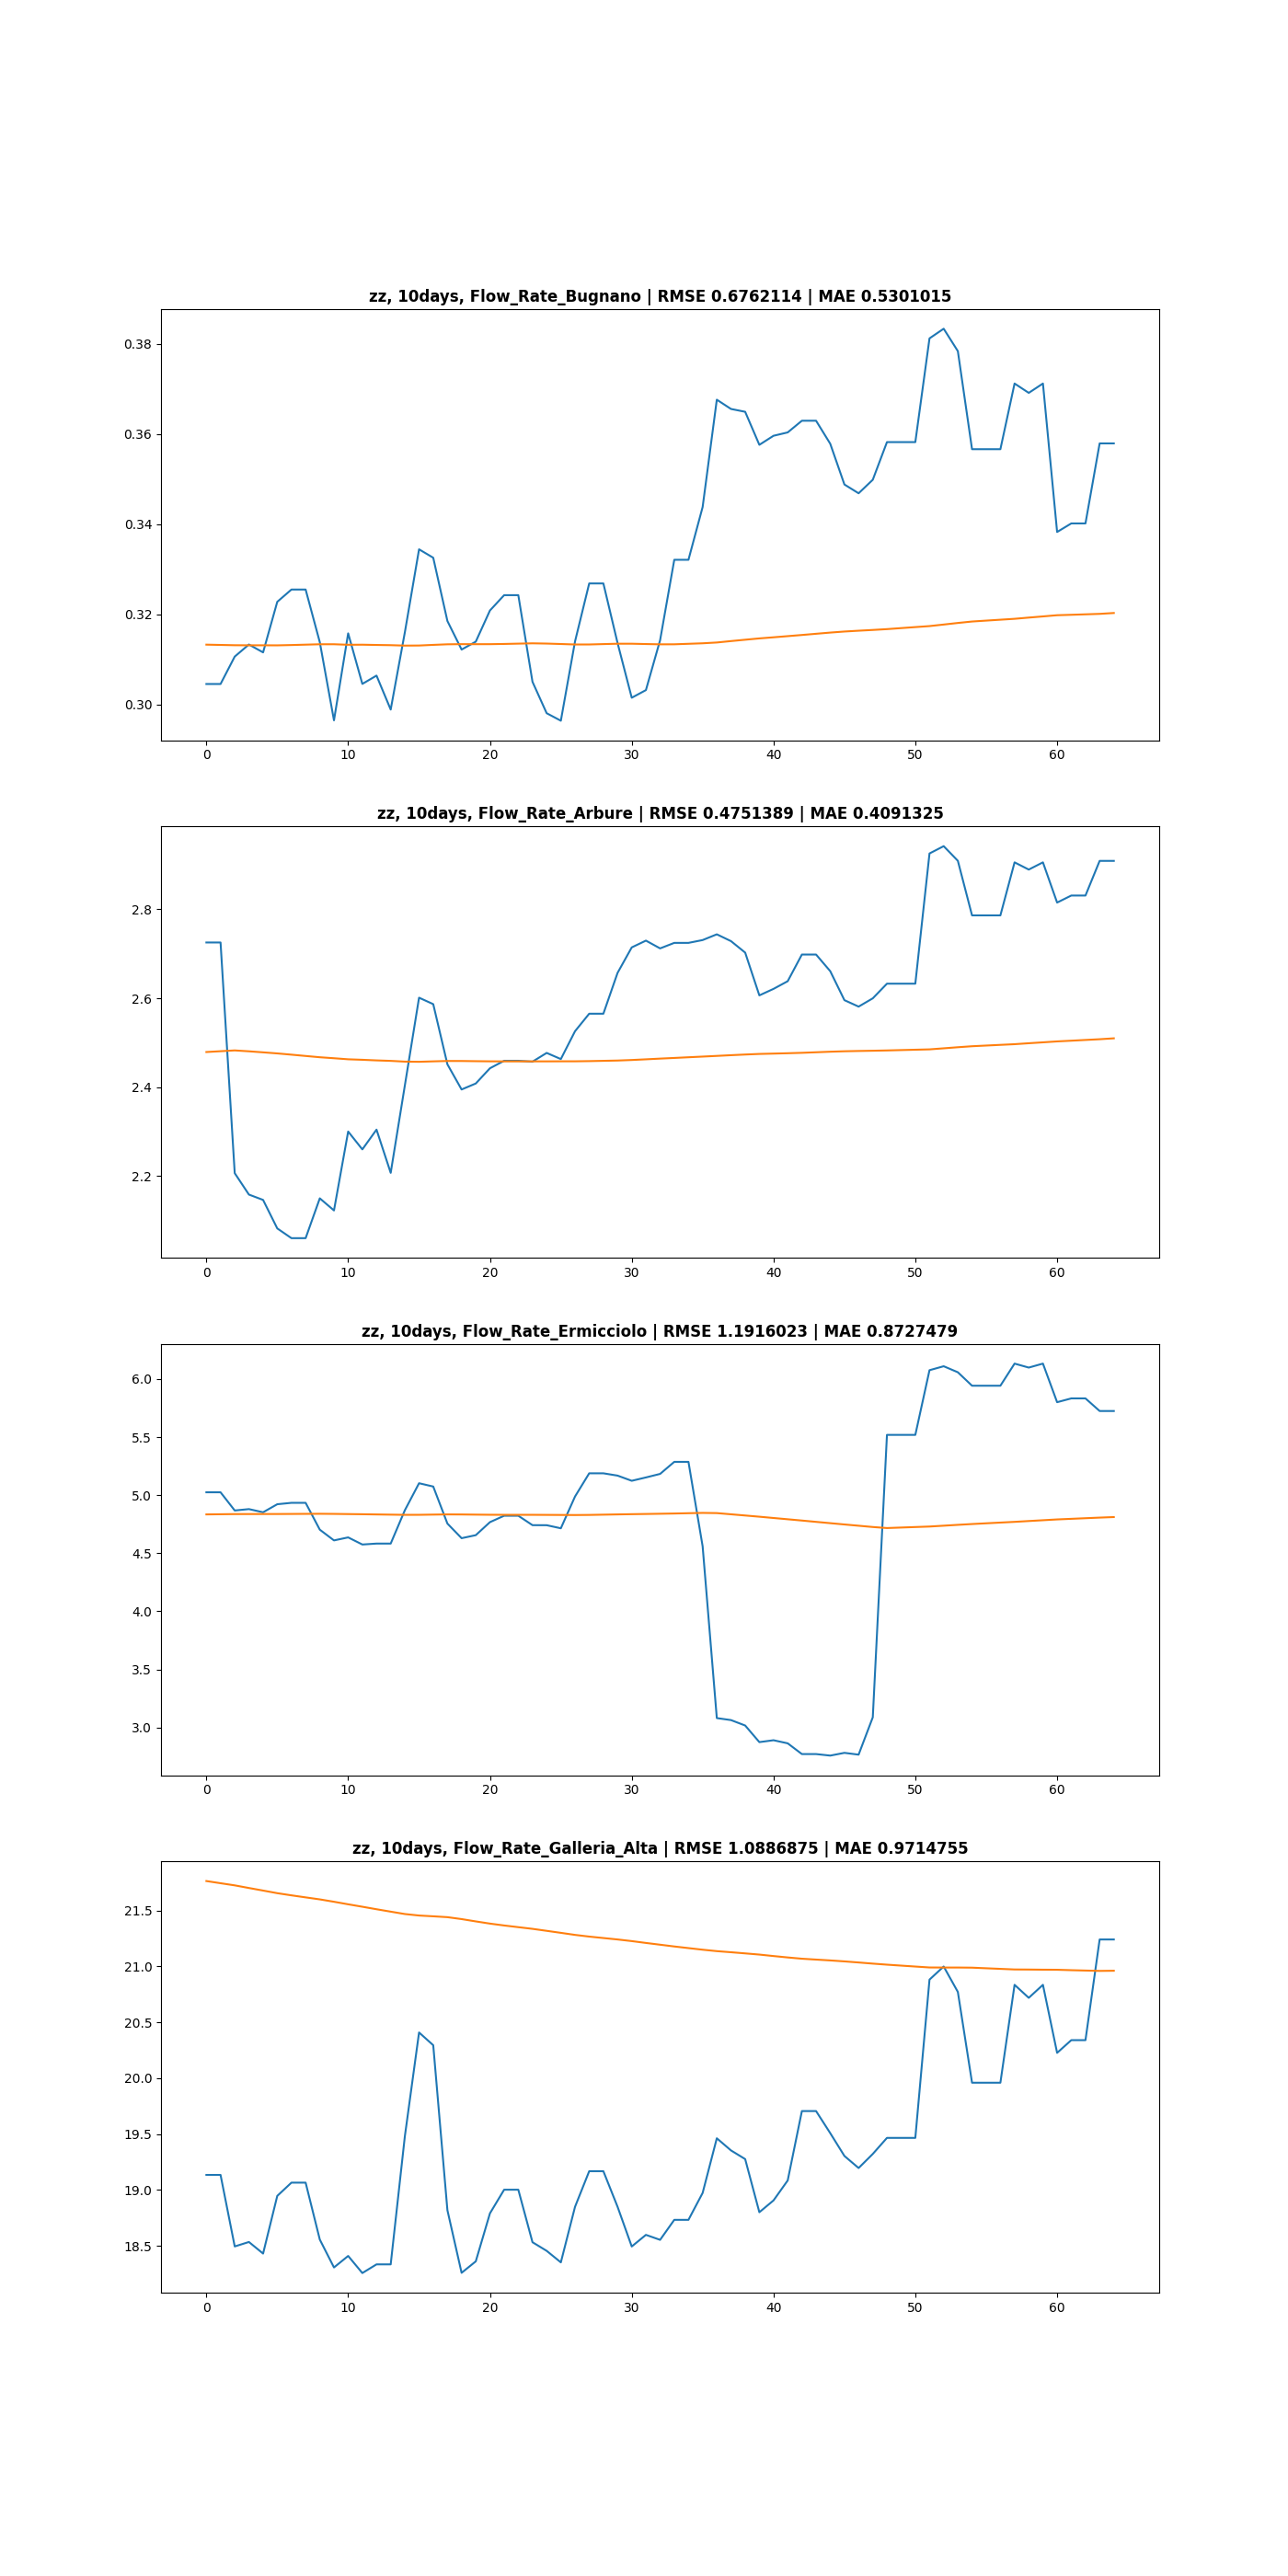 zz, 10days, Flow_Rate_Bugnano | RMSE 0.6762114 | MAE 0.5301015
0.38
0.36
0.34
0.32
0.30
0 10 20 30 40 50 60
zz, 10days, Flow_Rate_Arbure | RMSE 0.4751389 | MAE 0.4091325
2.8
2.6
2.4
2.2
0 10 20 30 40 50 60
zz, 10days, Flow_Rate_Ermicciolo | RMSE 1.1916023 | MAE 0.8727479
6.0
5.5
5.0
4.5
4.0
3.5
3.0
0 10 20 30 40 50 60
zz, 10days, Flow_Rate_Galleria_Alta | RMSE 1.0886875 | MAE 0.9714755
21.5
21.0
20.5
20.0
19.5
19.0
18.5
0 10 20 30 40 50 60